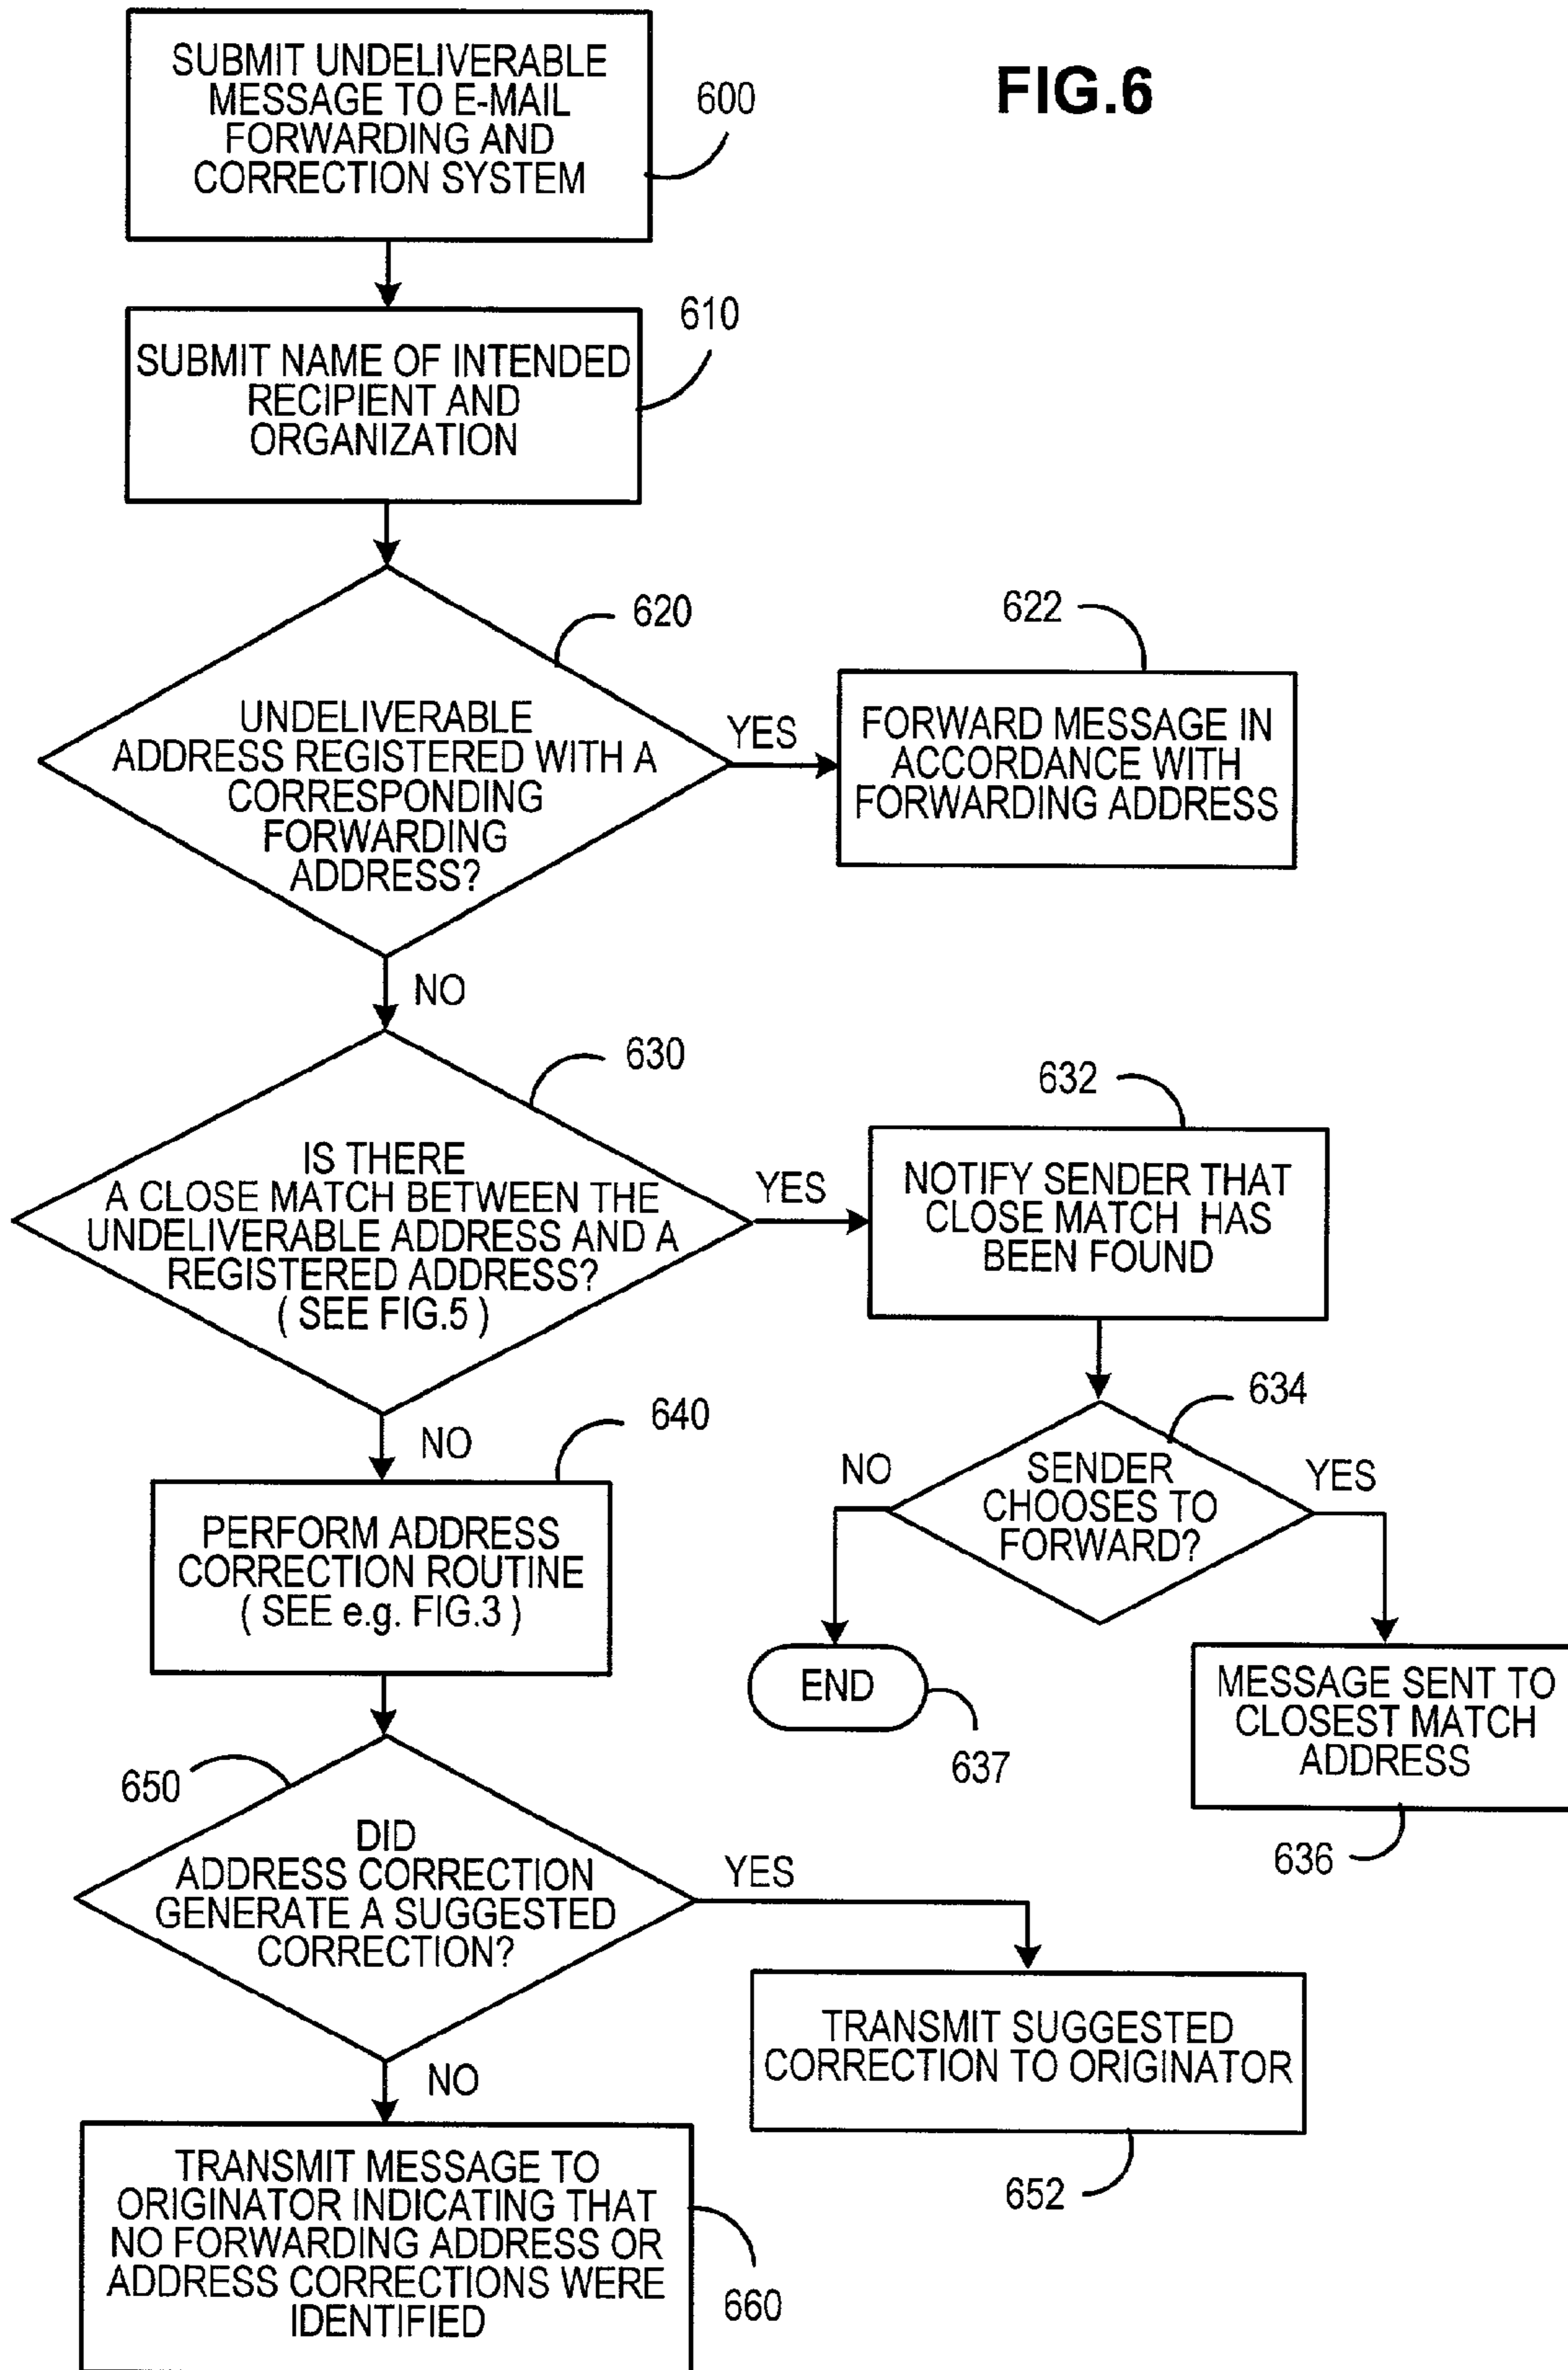 FIG.6
SUBMIT UNDELIVERABLE
MESSAGE TO E-MAIL
FORWARDING AND
CORRECTION SYSTEM
600
SUBMIT NAME OF INTENDED
RECIPIENT AND
ORGANIZATION
610
UNDELIVERABLE
ADDRESS REGISTERED WITH A
CORRESPONDING
FORWARDING
ADDRESS?
620
YES
FORWARD MESSAGE IN
ACCORDANCE WITH
FORWARDING ADDRESS
622
NO
IS THERE
A CLOSE MATCH BETWEEN THE
UNDELIVERABLE ADDRESS AND A
REGISTERED ADDRESS?
( SEE FIG.5 )
630
YES
NOTIFY SENDER THAT
CLOSE MATCH HAS
BEEN FOUND
632
SENDER
CHOOSES TO
FORWARD?
634
NO
YES
END
637
MESSAGE SENT TO
CLOSEST MATCH
ADDRESS
636
NO
PERFORM ADDRESS
CORRECTION ROUTINE
( SEE e.g. FIG.3 )
640
DID
ADDRESS CORRECTION
GENERATE A SUGGESTED
CORRECTION?
650
YES
TRANSMIT SUGGESTED
CORRECTION TO ORIGINATOR
652
NO
TRANSMIT MESSAGE TO
ORIGINATOR INDICATING THAT
NO FORWARDING ADDRESS OR
ADDRESS CORRECTIONS WERE
IDENTIFIED
660